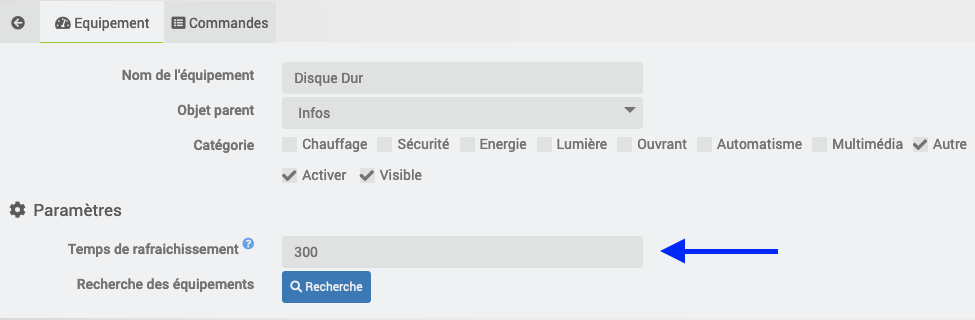 Equipement Commandes
Nom de l'équipement Disque Dur
Objet parent Infos
Catégorie Chauffage Sécurité Energie Lumière Ouvrant Automatisme Multimédia Autre
Activer Visible
Paramètres
Temps de rafraichissement ? 300
Recherche des équipements Recherche